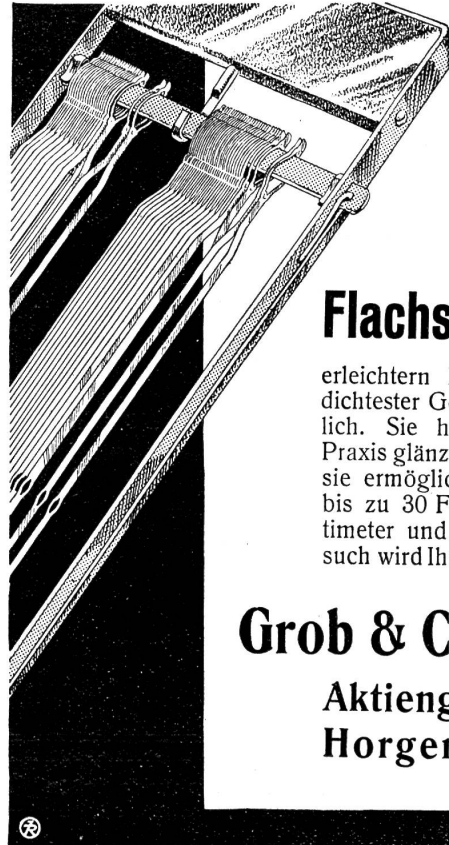 Flachs
erleichtern
dichtester G
lich. Sie h
Praxis glänz
sie ermöglic
bis zu 30 F
timeter und
such wird Ih
Grob & C
Aktieng
Horgen